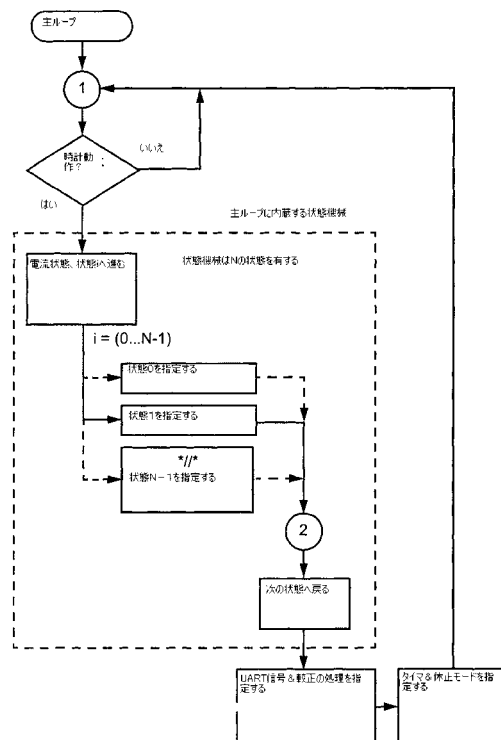 主ループ
1
時計動
作? :
いいえ
はい
主ループに内蔵する状態機械
電流状態、状態iへ進む
状態機械はNの状態を有する
i = (0...N-1)
状態0を指定する
状態1を指定する
*//*
状態N-1を指定する
2
次の状態へ戻る
UART信号&較正の処理を指
定する
タイマ&休止モードを指
定する